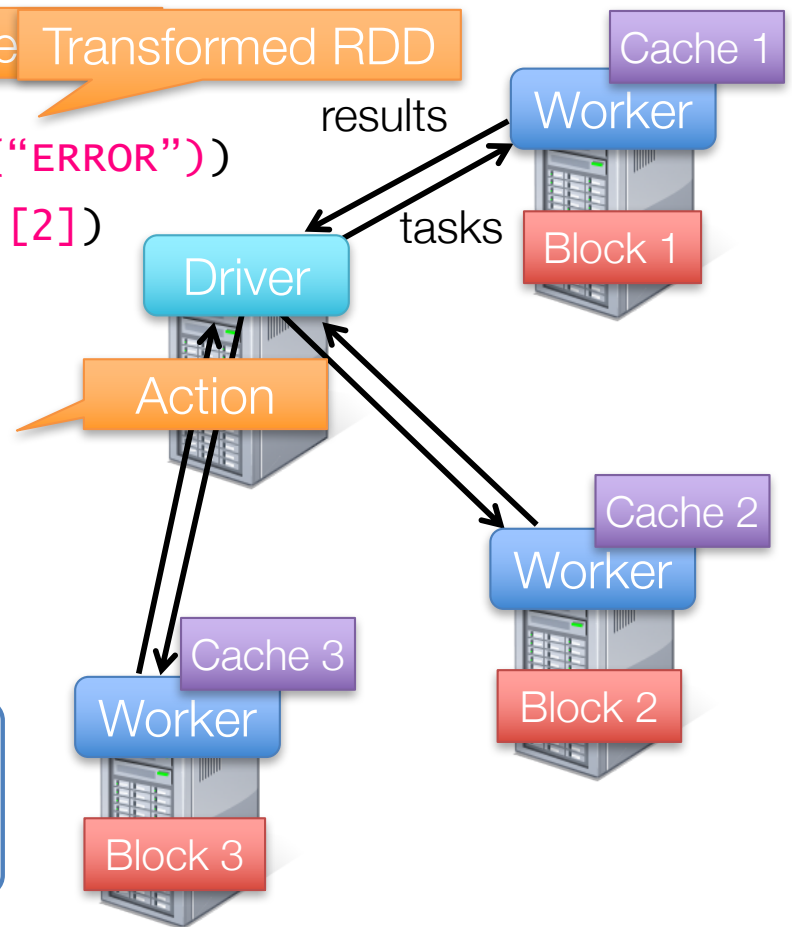 Transformed RDD
Cache 1
Worker
results
(“ERROR”))
tasks
[2])
Block 1
Driver
Action
Cache 2
Worker
Cache 3
Block 2
Worker
Block 3